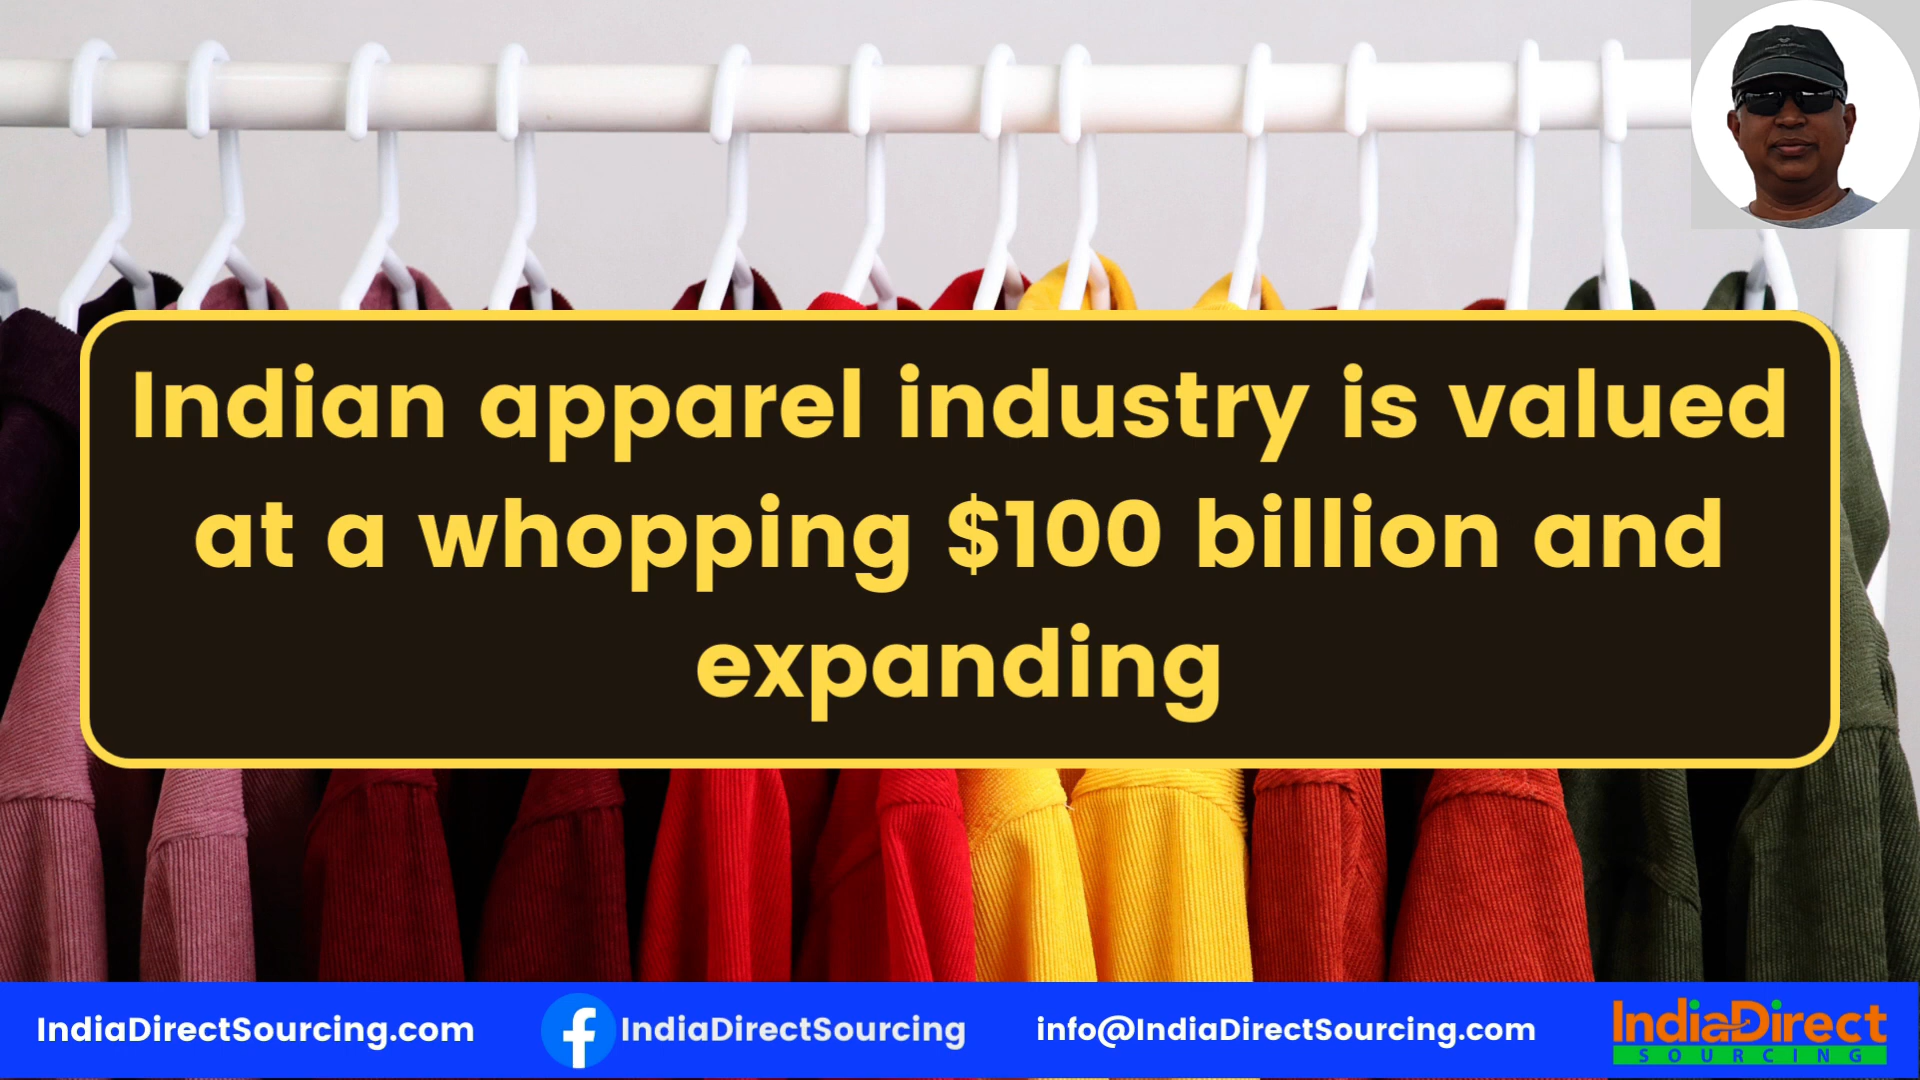 Indian apparel industry is valued
at a whopping $100 billion and
expanding
IndiaDirectSourcing.com
IndiaDirectSourcing
info@IndiaDirectSourcing.com
IndiaDirect
SOURCING